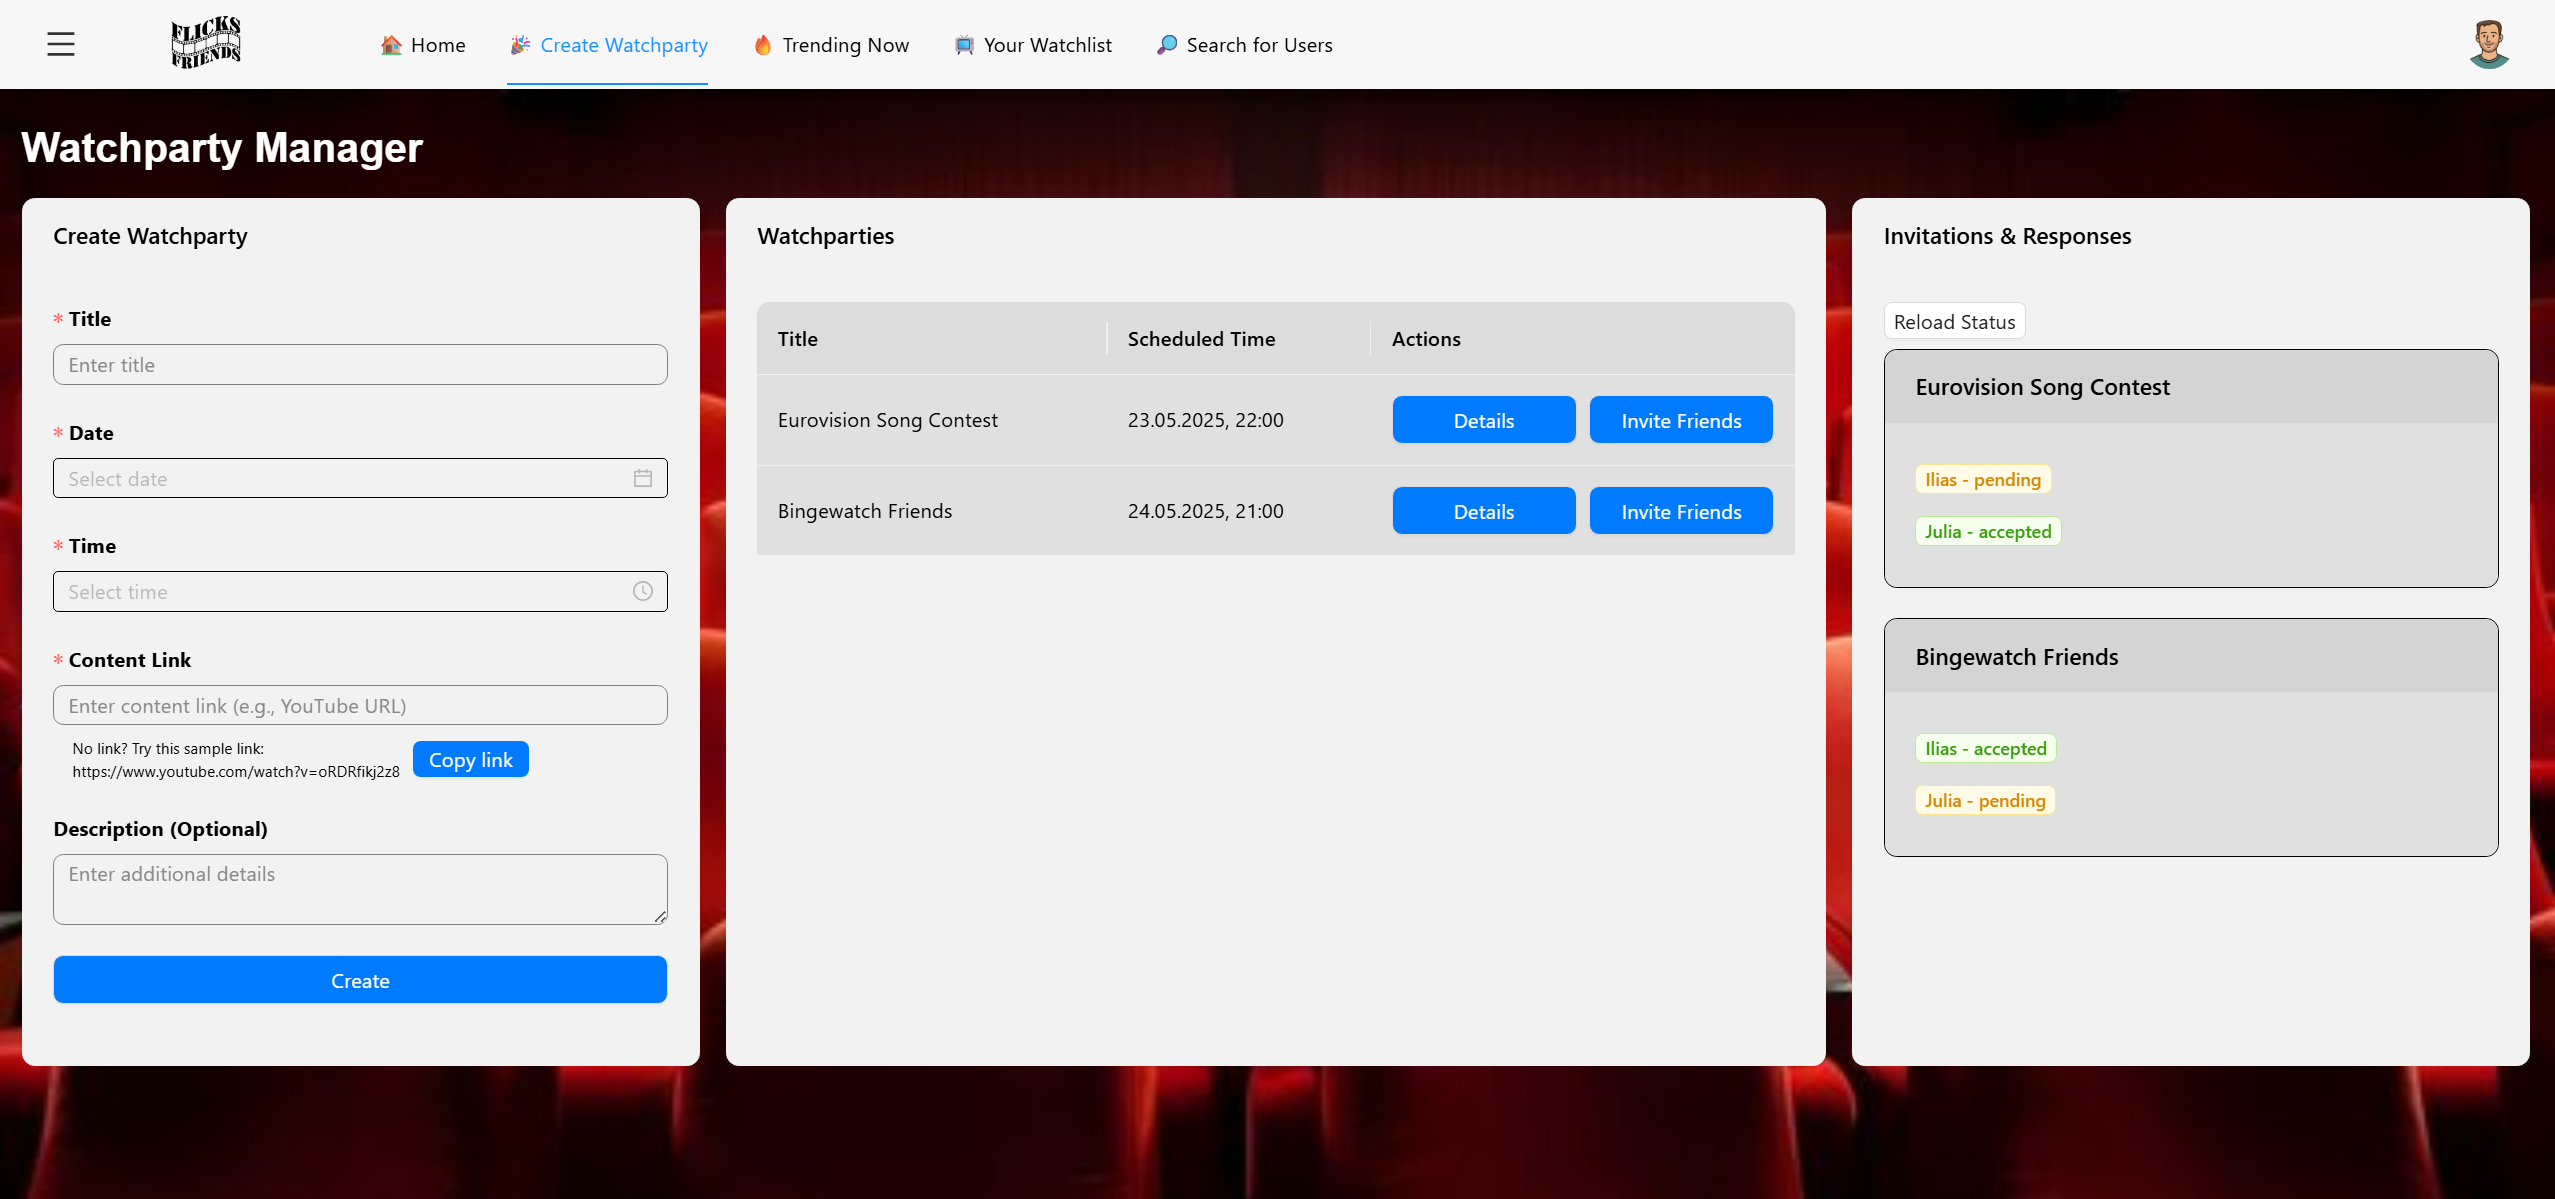 FLICKS
FRIENDS
Home
Create Watchparty
Trending Now
Your Watchlist
Search for Users
Watchparty Manager
Create Watchparty
* Title
Enter title
* Date
Select date
* Time
Select time
* Content Link
Enter content link (e.g., YouTube URL)
No link? Try this sample link:
https://www.youtube.com/watch?v=oRDRfikj2z8
Copy link
Description (Optional)
Enter additional details
Create
Watchparties
Title Scheduled Time Actions
Eurovision Song Contest 23.05.2025, 22:00 Details Invite Friends
Bingewatch Friends 24.05.2025, 21:00 Details Invite Friends
Invitations & Responses
Reload Status
Eurovision Song Contest
Ilias - pending
Julia - accepted
Bingewatch Friends
Ilias - accepted
Julia - pending